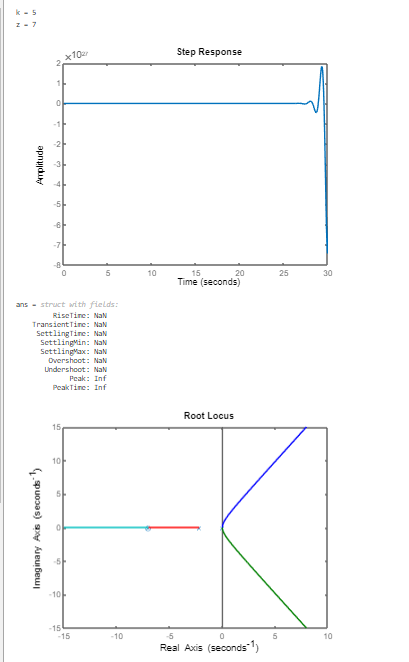 k = 5
z = 7
Step Response
×10²⁷
2
1
0
-1
-2
-3
-4
-5
-6
-7
-8
Amplitude
0 5 10 15 20 25 30
Time (seconds)
ans = struct with fields:
RiseTime: NaN
TransientTime: NaN
SettlingTime: NaN
SettlingMin: NaN
SettlingMax: NaN
Overshoot: NaN
Undershoot: NaN
Peak: Inf
PeakTime: Inf
Root Locus
15
10
5
0
-5
-10
-15
Imaginary Axis (seconds⁻¹)
-15 -10 -5 0 5 10
Real Axis (seconds⁻¹)